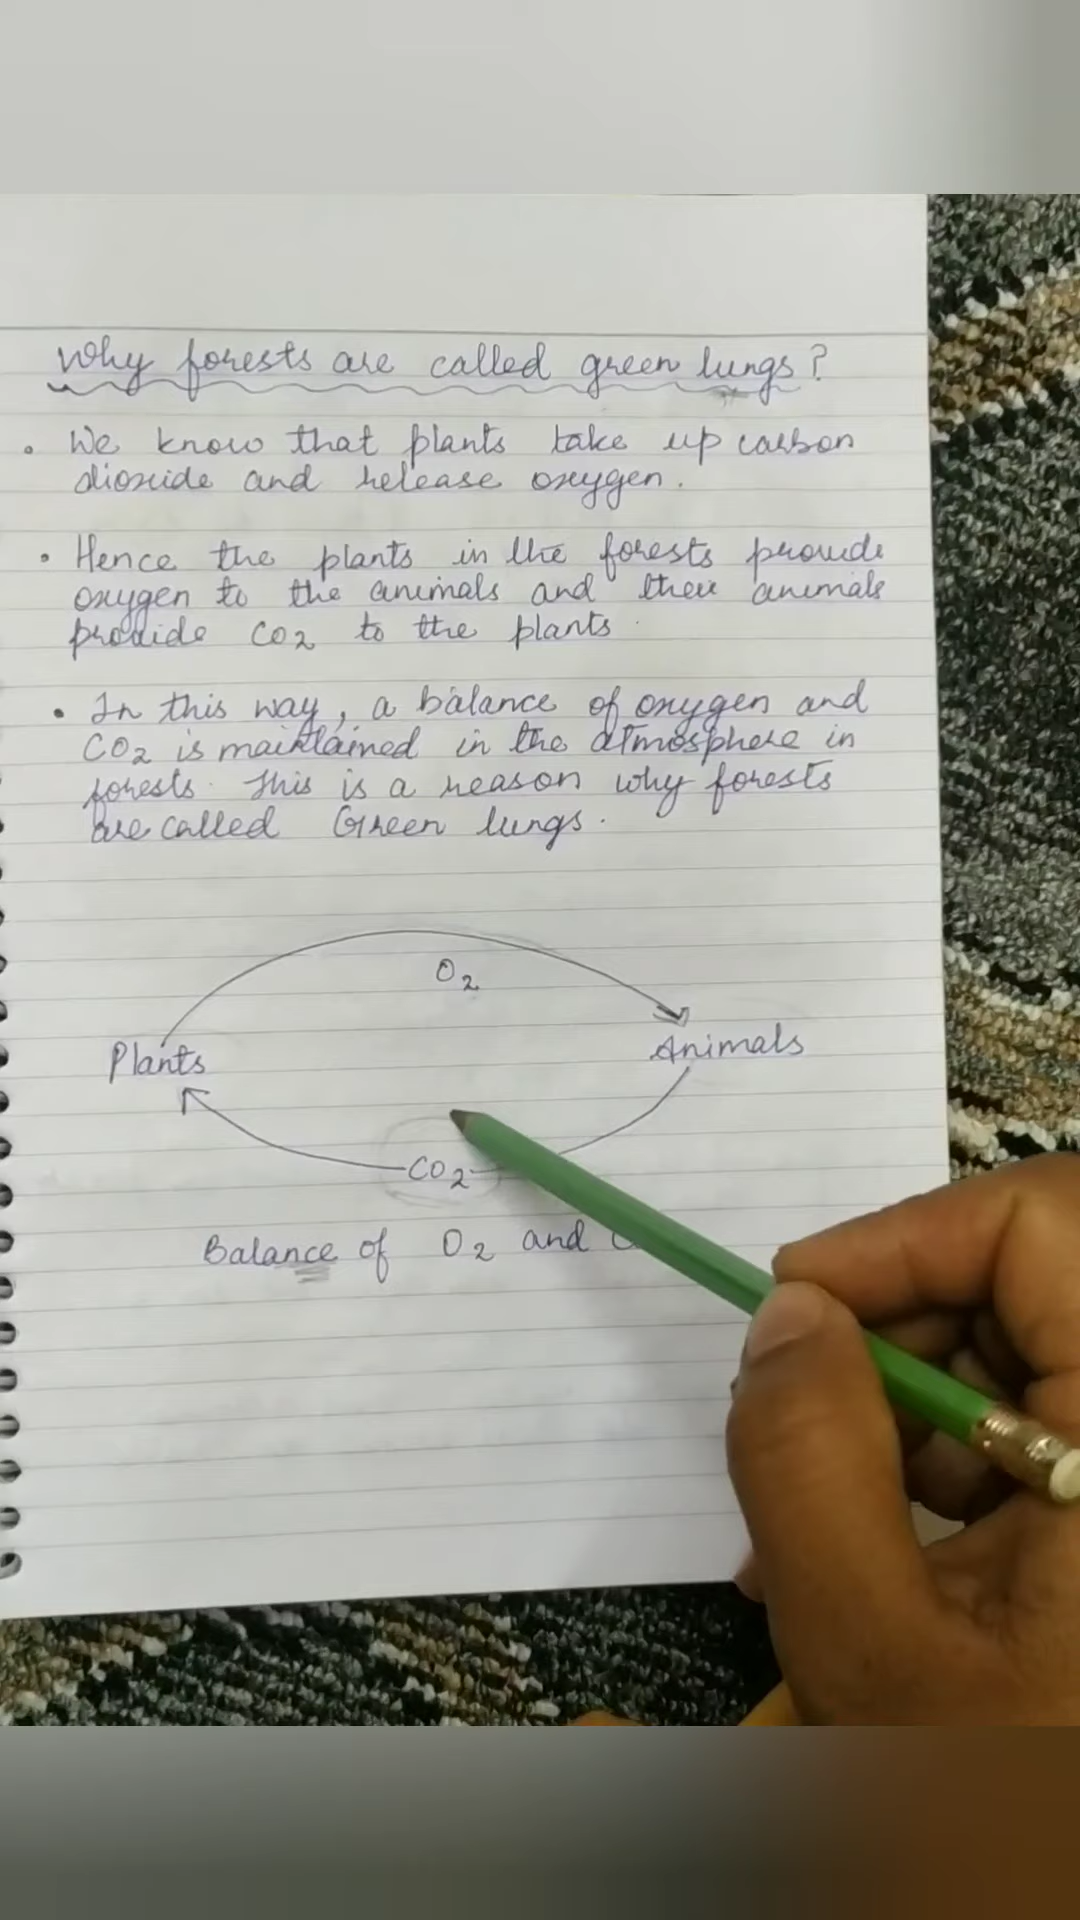 Why forests are called green lungs?
• We know that plants take up carbon
dioxide and release oxygen.
• Hence the plants in the forests provide
oxygen to the animals and their animals
provide CO2 to the plants
• In this way, a balance of oxygen and
CO2 is maintained in the atmosphere in
forests. This is a reason why forests
are called Green lungs.
O2
Plants
Animals
CO2
Balance of O2 and